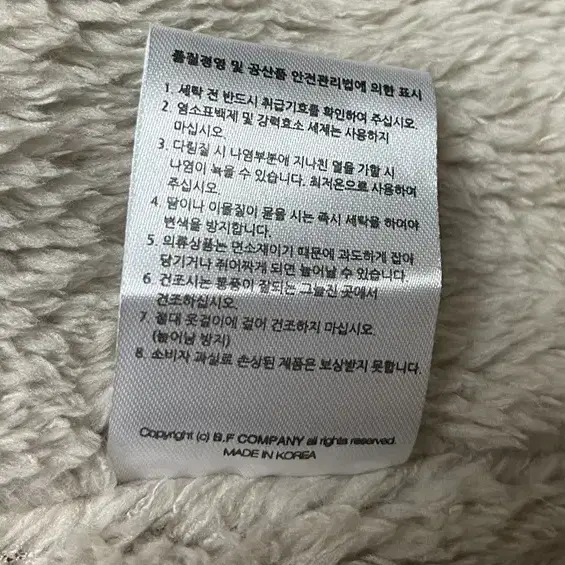 품질경영 및 공산품 안전관리법에 의한 표시
1. 세탁 전 반드시 취급기호를 확인하여 주십시오.
2. 염소표백제 및 강력효소 세제는 사용하지
마십시오.
3. 다림질 시 나염부분에 지나친 열을 가할 시
나염이 녹을 수 있습니다. 최저온으로 사용하여
주십시오.
4. 땀이나 이물질이 묻을 시는 즉시 세탁을 하여야
변색을 방지합니다.
5. 의류상품는 면소재이기 때문에 과도하게 잡아
당기거나 쥐어짜게 되면 늘어날 수 있습니다.
6. 건조시는 통풍이 잘되는 그늘진 곳에서
건조하십시오.
7. 절대 옷걸이에 걸어 건조하지 마십시오.
(늘어남 방지)
8. 소비자 과실로 손상된 제품은 보상받지 못합니다.
Copyright (c) B.F COMPANY all rights reserved.
MADE IN KOREA